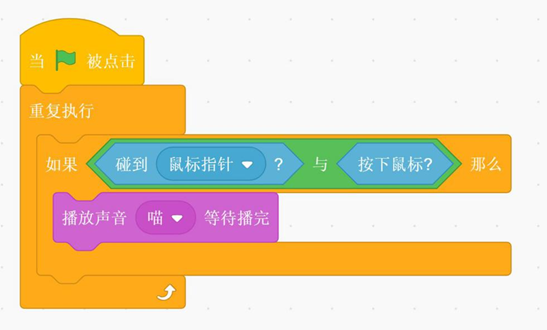 当 被点击
重复执行
如果 碰到 鼠标指针 ? 与 按下鼠标? 那么
播放声音 喵 等待播完